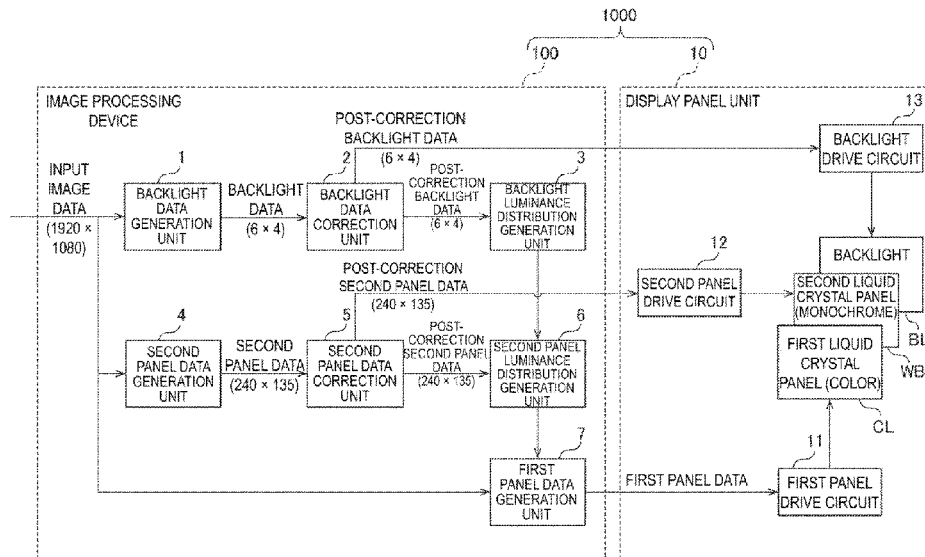 1000
100
10
IMAGE PROCESSING
DEVICE
DISPLAY PANEL UNIT
POST-CORRECTION
BACKLIGHT DATA
(6 × 4)
13
BACKLIGHT
DRIVE CIRCUIT
INPUT
IMAGE
DATA
(1920 ×
1080)
1
BACKLIGHT
DATA
GENERATION
UNIT
BACKLIGHT
DATA
(6 × 4)
2
BACKLIGHT
DATA
CORRECTION
UNIT
POST-
CORRECTION
BACKLIGHT
DATA
(6 × 4)
3
BACKLIGHT
LUMINANCE
DISTRIBUTION
GENERATION
UNIT
POST-CORRECTION
SECOND PANEL DATA
(240 × 135)
12
SECOND PANEL
DRIVE CIRCUIT
BACKLIGHT
SECOND LIQUID
CRYSTAL PANEL
(MONOCHROME)
FIRST LIQUID
CRYSTAL
PANEL (COLOR)
BL
WB
CL
4
SECOND
PANEL DATA
GENERATION
UNIT
SECOND
PANEL DATA
(240 × 135)
5
SECOND
PANEL DATA
CORRECTION
UNIT
POST-
CORRECTION
SECOND PANEL
DATA
(240 × 135)
6
SECOND PANEL
LUMINANCE
DISTRIBUTION
GENERATION
UNIT
7
FIRST
PANEL DATA
GENERATION
UNIT
FIRST PANEL DATA
11
FIRST PANEL
DRIVE CIRCUIT